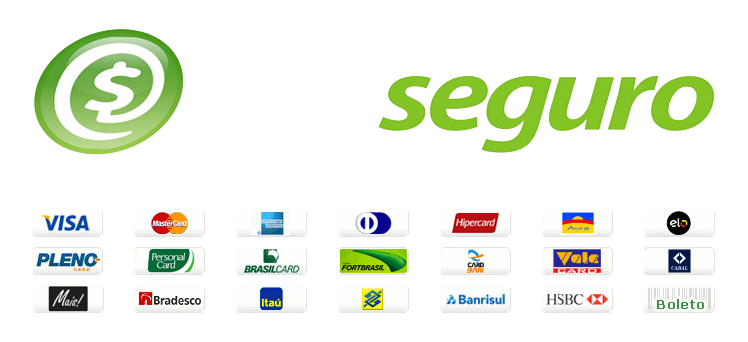 $ seguro
VISA MasterCard Hipercard Aura elo
PLENO CARD Personal Card BRASILCARD FORTBRASIL CARD Vale CARD CABAL
Mais! Bradesco Itaú Banrisul HSBC Boleto